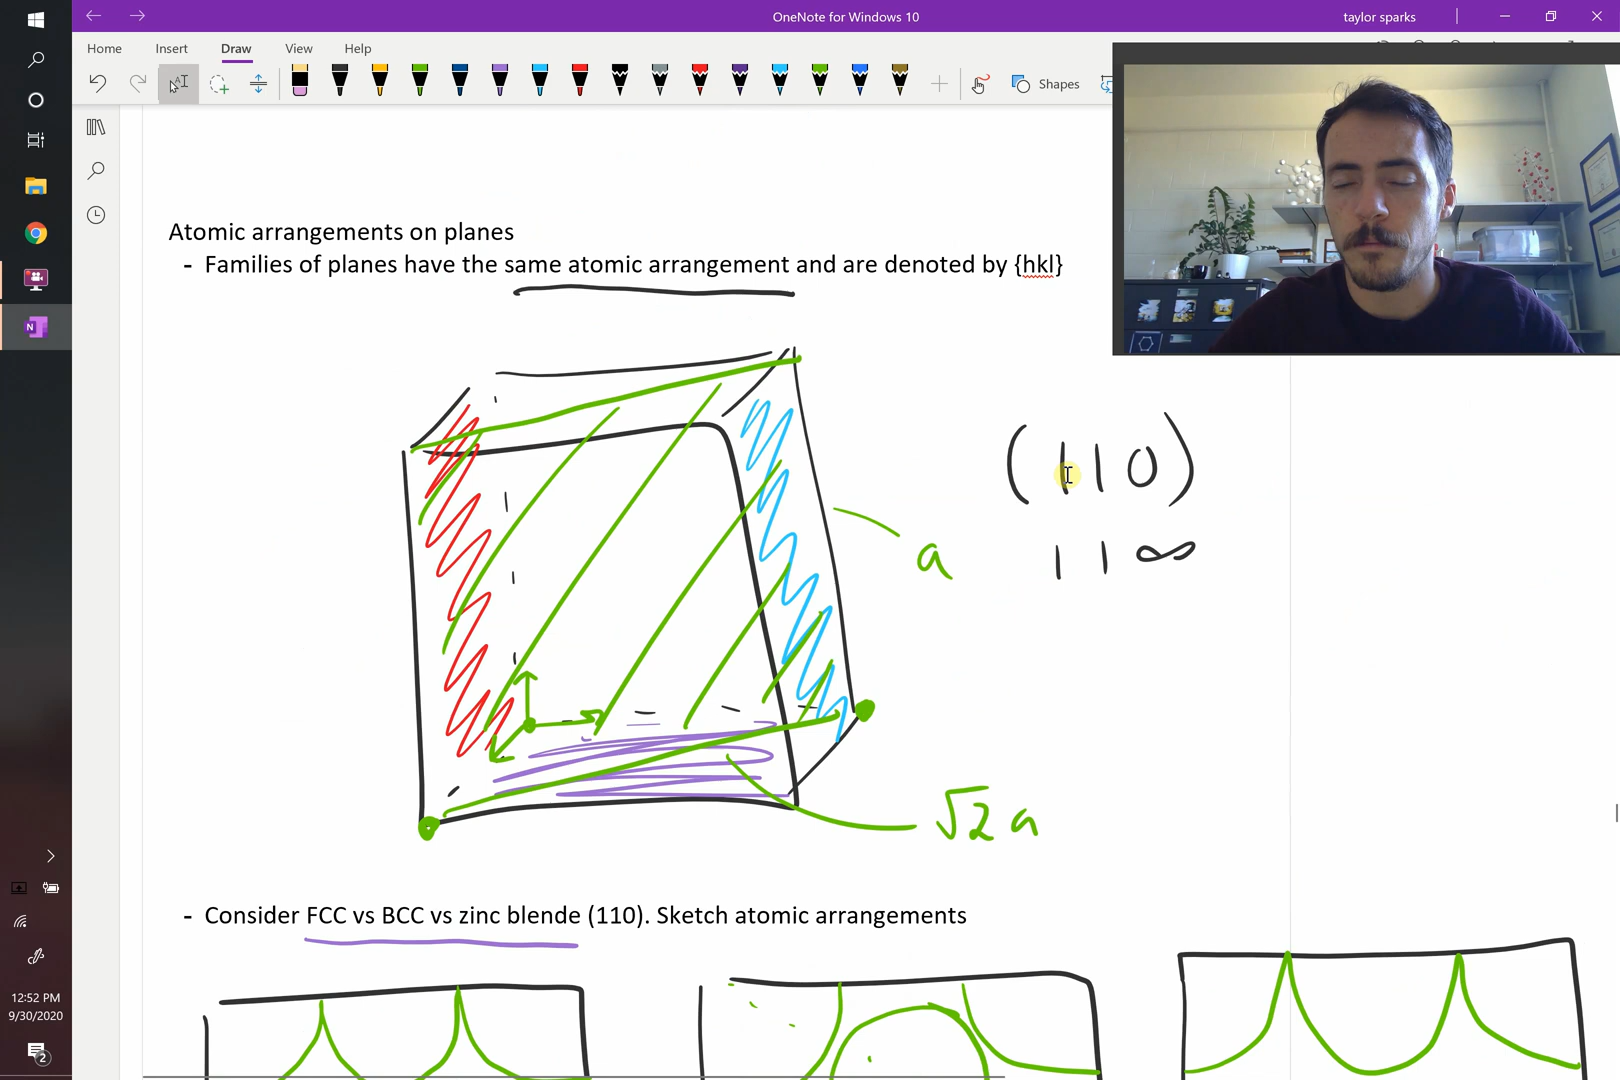 OneNote for Windows 10
taylor sparks
Home Insert Draw View Help
Shapes
Atomic arrangements on planes
- Families of planes have the same atomic arrangement and are denoted by {hkl}
(110)
1 1 ∞
a
√2 a
- Consider FCC vs BCC vs zinc blende (110). Sketch atomic arrangements
12:52 PM
9/30/2020
2